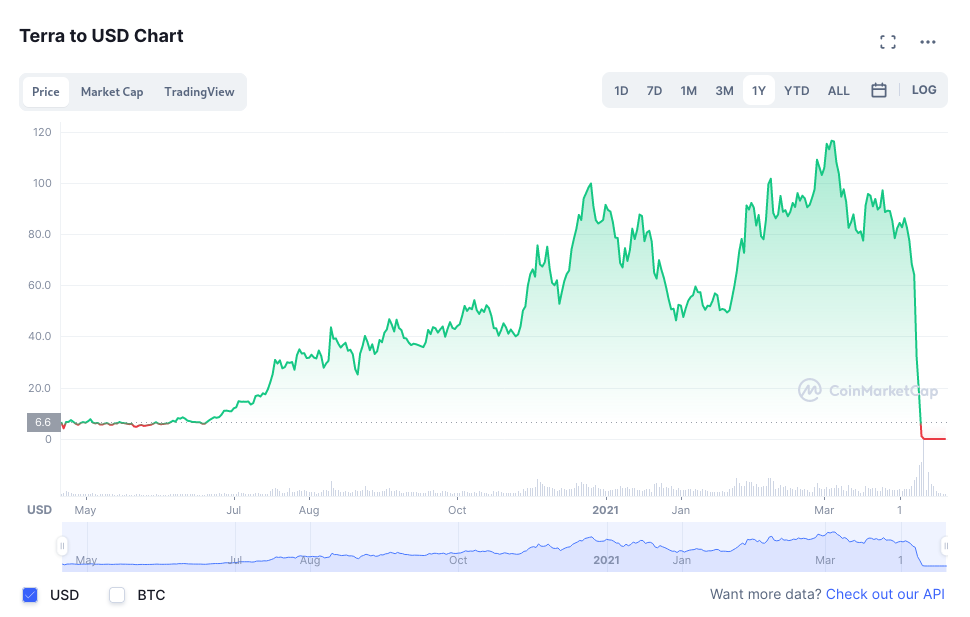 Terra to USD Chart
Price Market Cap TradingView
1D 7D 1M 3M 1Y YTD ALL LOG
120
100
80.0
60.0
40.0
20.0
6.6
0
CoinMarketCap
USD May Jul Aug Oct 2021 Jan Mar 1
May Jul Aug Oct 2021 Jan Mar 1
USD BTC
Want more data? Check out our API